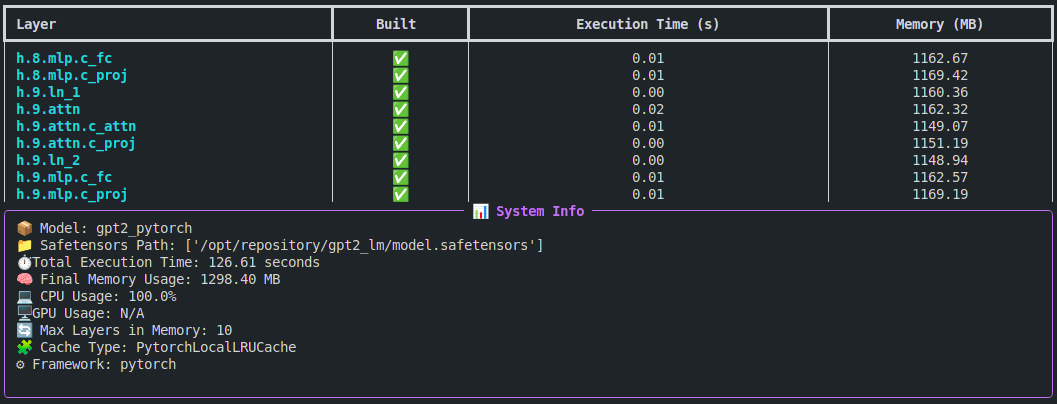 Layer Built Execution Time (s) Memory (MB)
h.8.mlp.c_fc ✅ 0.01 1162.67
h.8.mlp.c_proj ✅ 0.01 1169.42
h.9.ln_1 ✅ 0.00 1160.36
h.9.attn ✅ 0.02 1162.32
h.9.attn.c_attn ✅ 0.01 1149.07
h.9.attn.c_proj ✅ 0.00 1151.19
h.9.ln_2 ✅ 0.00 1148.94
h.9.mlp.c_fc ✅ 0.01 1162.57
h.9.mlp.c_proj ✅ 0.01 1169.19
📊 System Info
📦 Model: gpt2_pytorch
📁 Safetensors Path: ['/opt/repository/gpt2_lm/model.safetensors']
⏱️Total Execution Time: 126.61 seconds
🧠 Final Memory Usage: 1298.40 MB
💻 CPU Usage: 100.0%
🖥️GPU Usage: N/A
🔄 Max Layers in Memory: 10
🧩 Cache Type: PytorchLocalLRUCache
⚙ Framework: pytorch